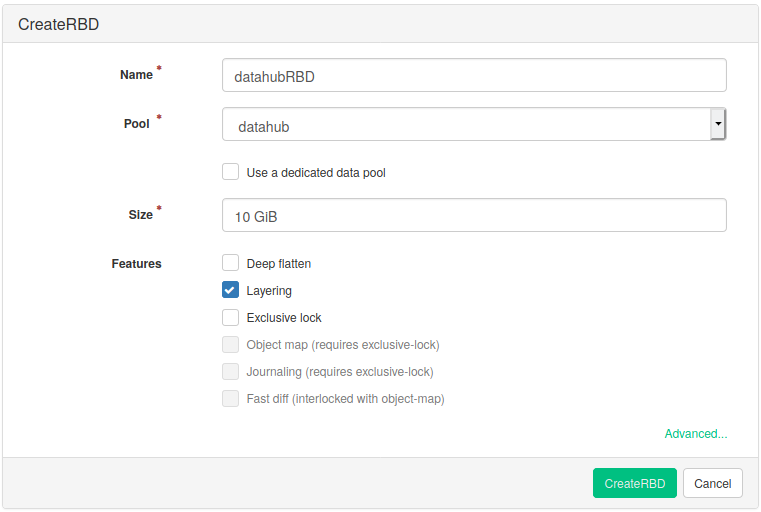 CreateRBD
Name *
datahubRBD
Pool *
datahub
Use a dedicated data pool
Size *
10 GiB
Features
Deep flatten
Layering
Exclusive lock
Object map (requires exclusive-lock)
Journaling (requires exclusive-lock)
Fast diff (interlocked with object-map)
Advanced...
CreateRBD
Cancel